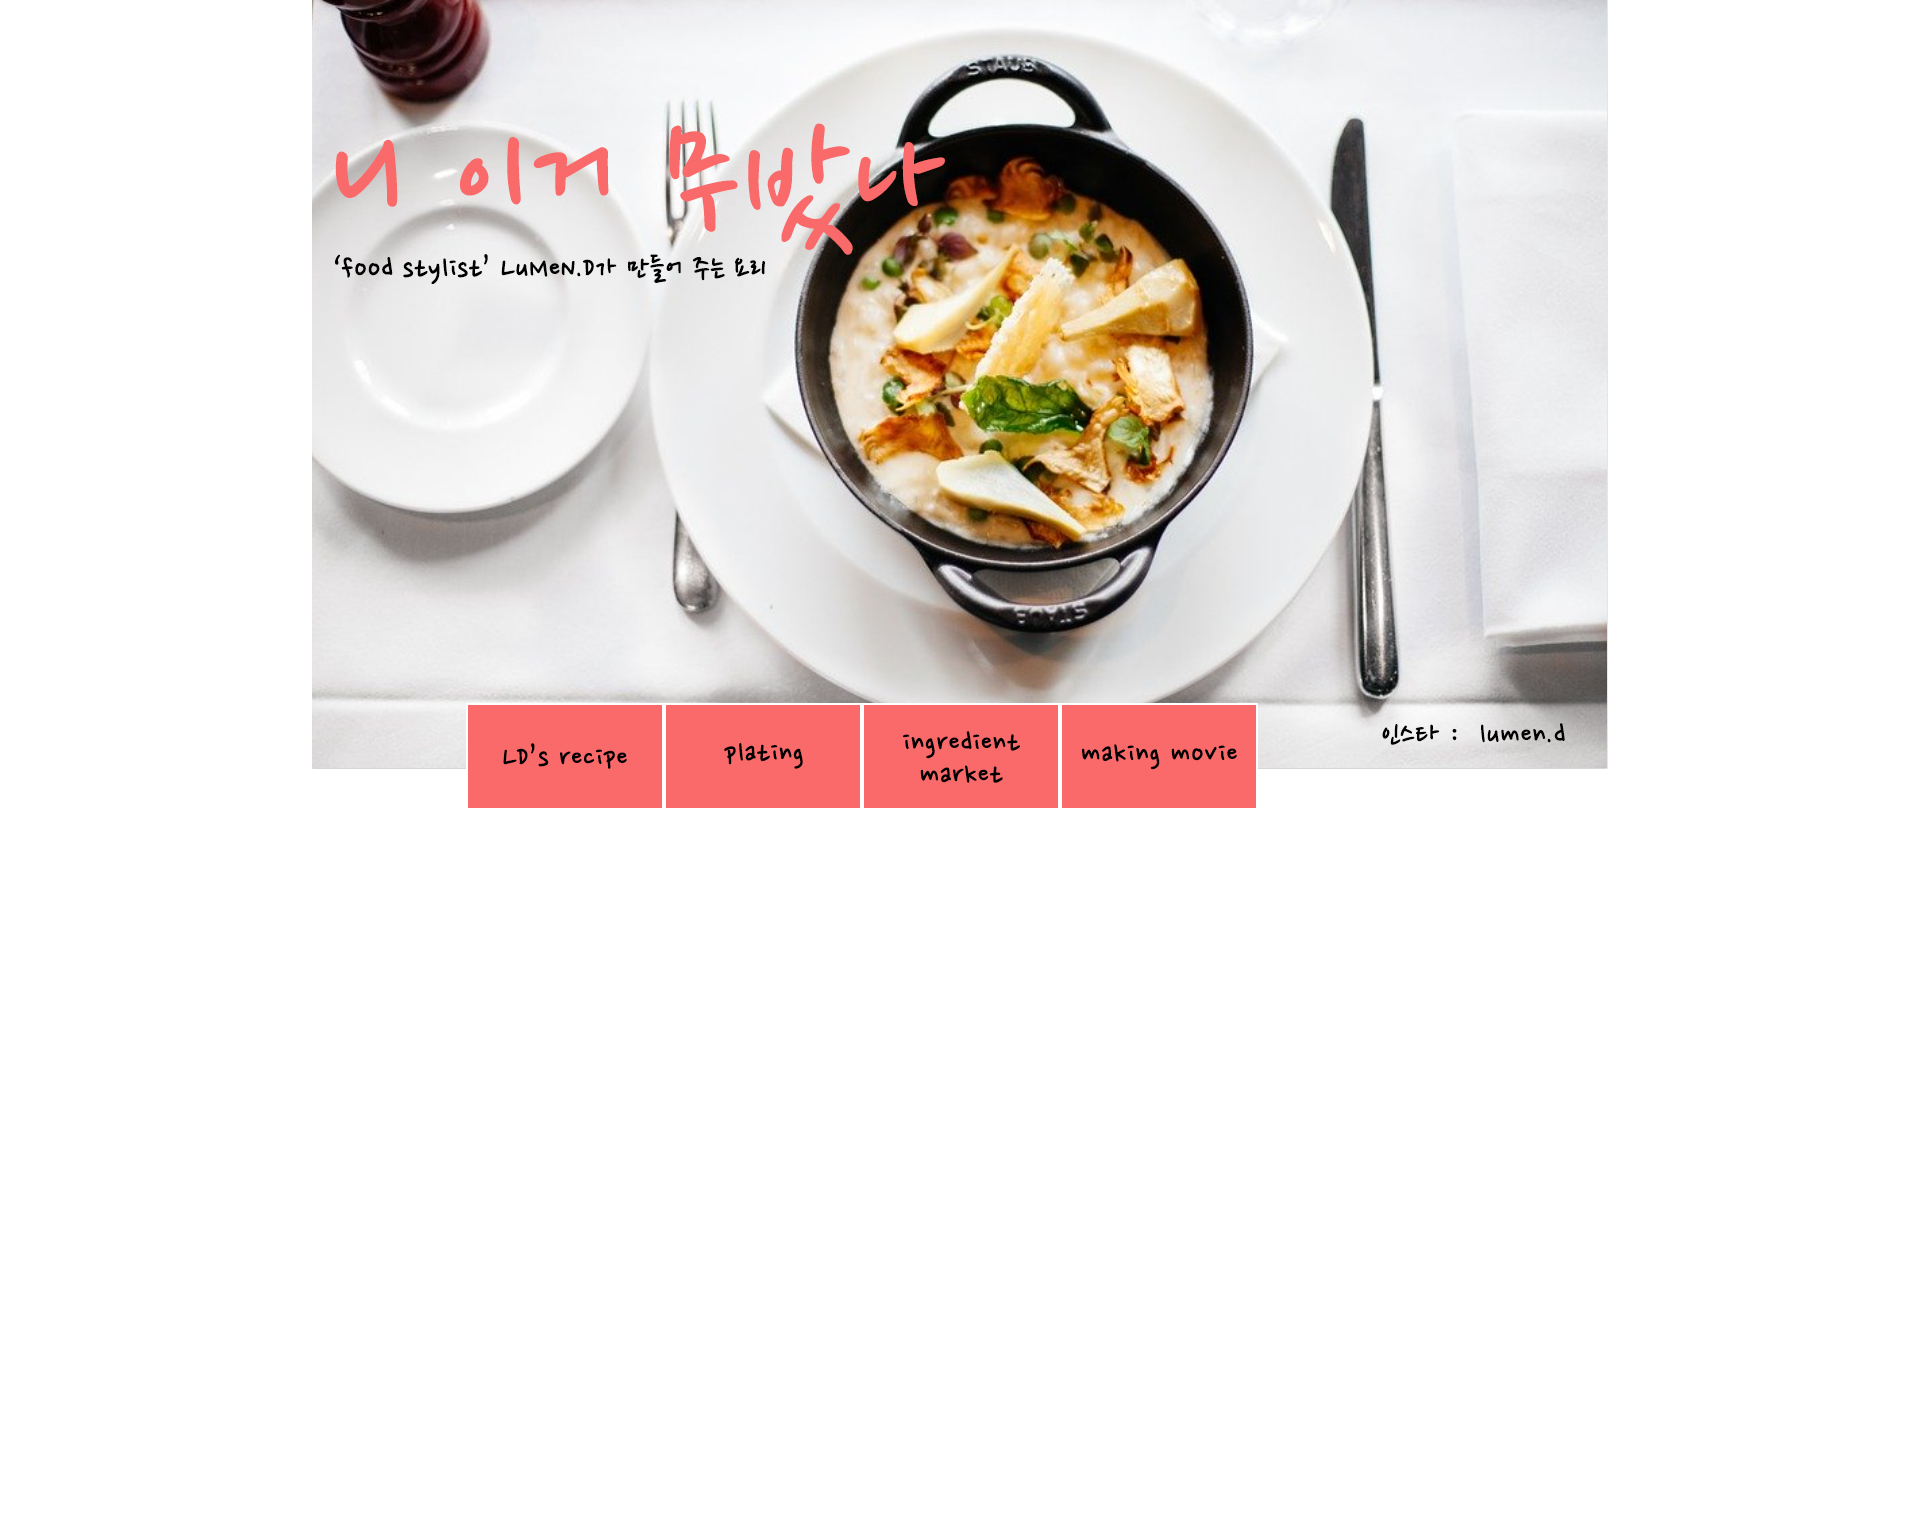 STAUB
니 이거 무밨나
‘food stylist’ LuMeN.D가 만들어 주는 요리
STAUB
인스타 : lumen.d
LD's recipe
Plating
ingredient
market
making movie